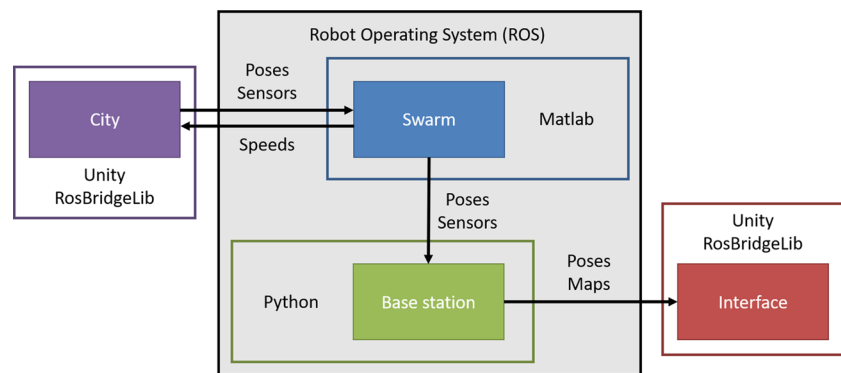 Robot Operating System (ROS)
Poses
Sensors
City
Swarm
Matlab
Speeds
Unity
RosBridgeLib
Poses
Sensors
Unity
RosBridgeLib
Poses
Maps
Python
Base station
Interface